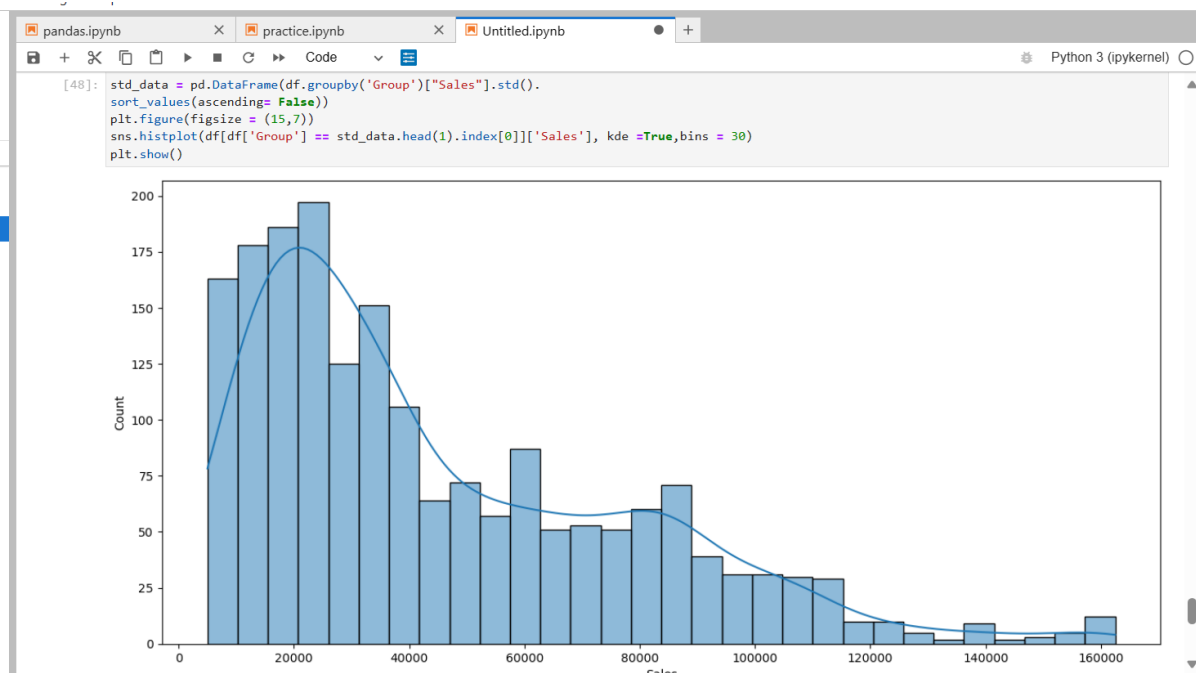 pandas.ipynb
practice.ipynb
Untitled.ipynb
Code
Python 3 (ipykernel)
[48]: std_data = pd.DataFrame(df.groupby('Group')["Sales"].std().
sort_values(ascending= False))
plt.figure(figsize = (15,7))
sns.histplot(df[df['Group'] == std_data.head(1).index[0]]['Sales'], kde =True,bins = 30)
plt.show()
200
175
150
125
100
75
50
25
0
Count
0 20000 40000 60000 80000 100000 120000 140000 160000
Sales